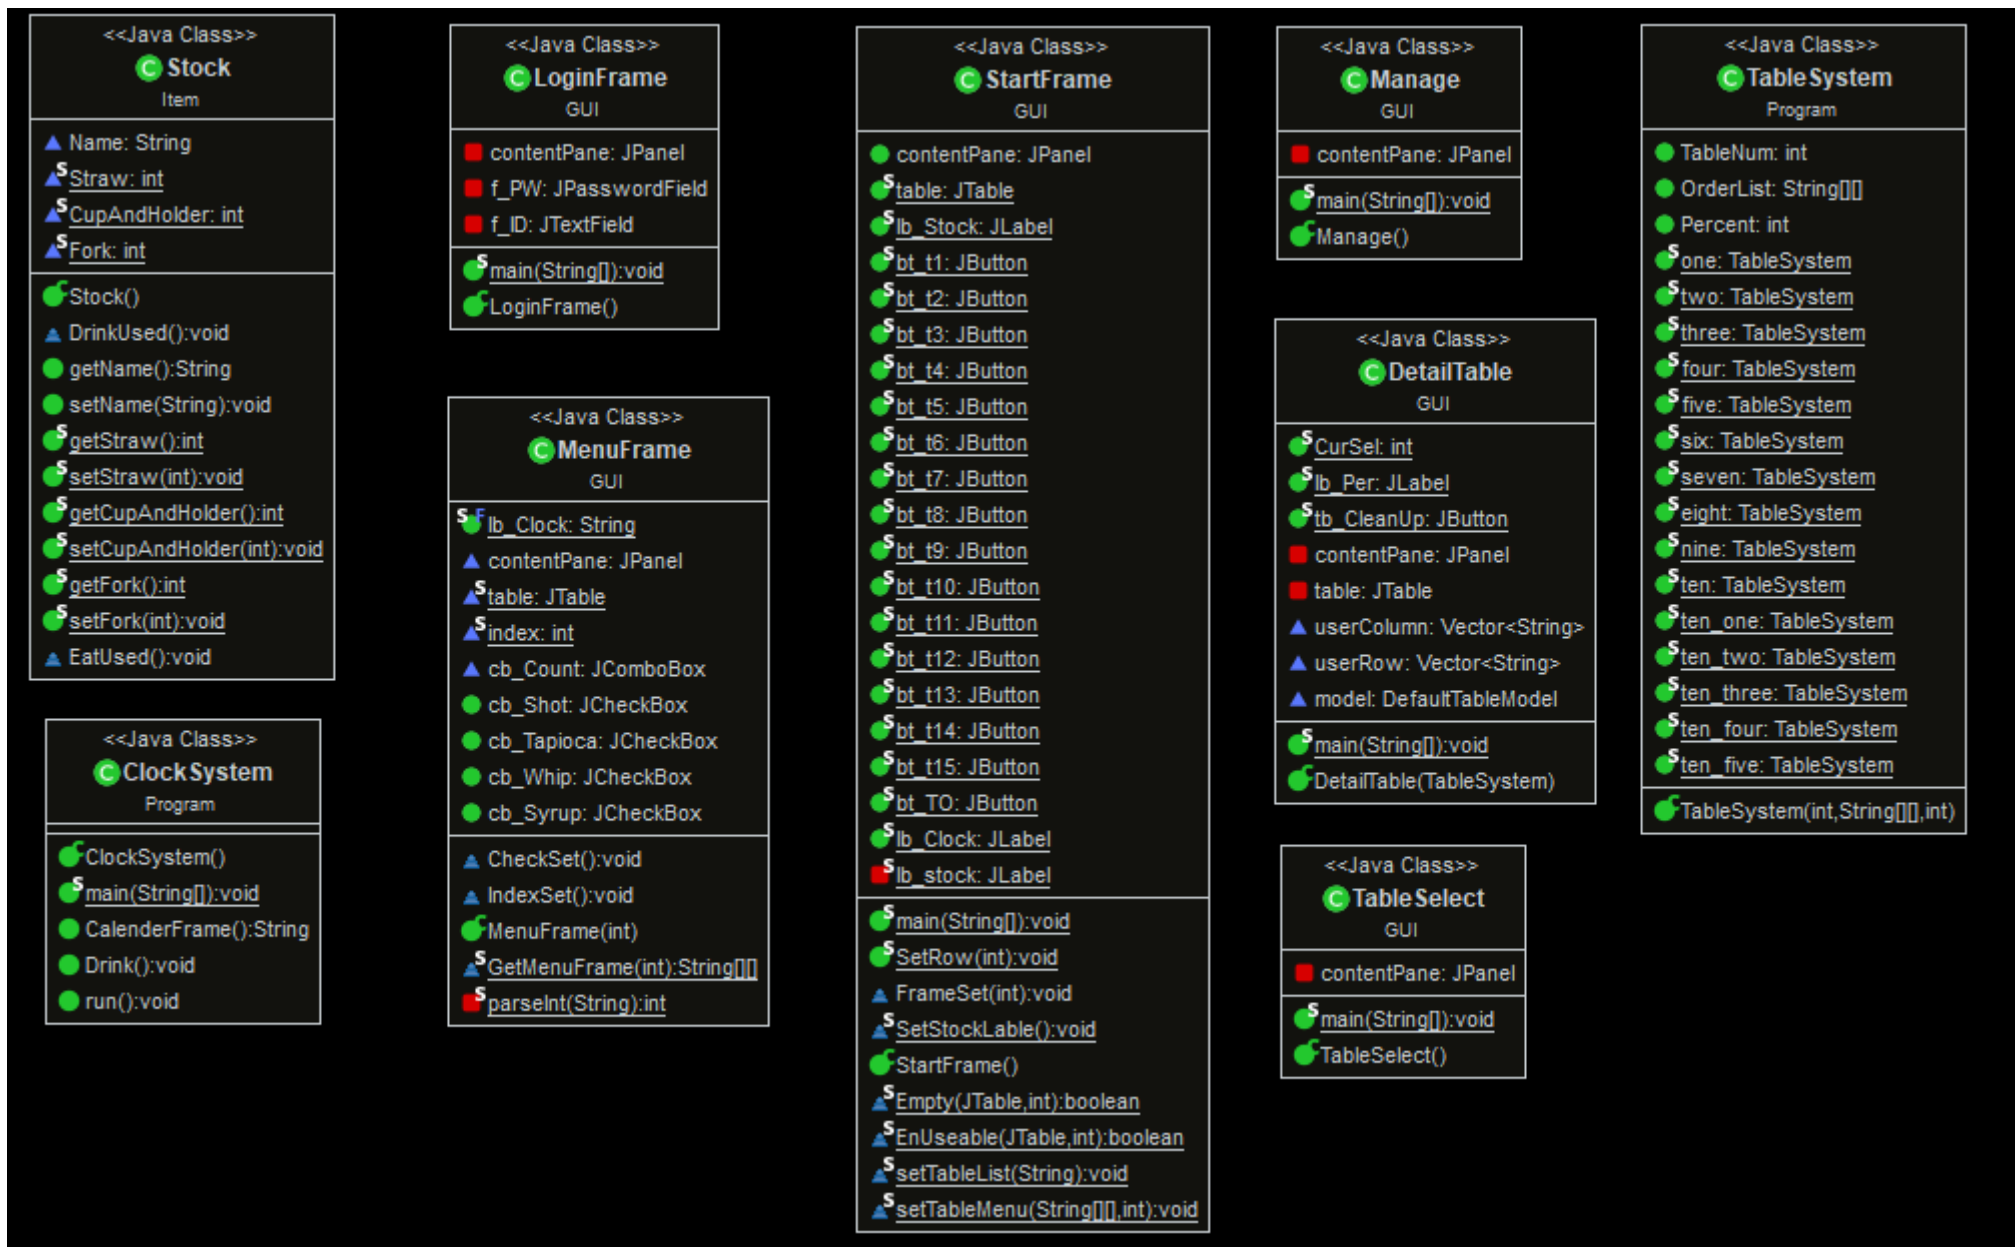 <<Java Class>>
Stock
Item
Name: String
Straw: int
CupAndHolder: int
Fork: int
Stock()
DrinkUsed():void
getName():String
setName(String):void
getStraw():int
setStraw(int):void
getCupAndHolder():int
setCupAndHolder(int):void
getFork():int
setFork(int):void
EatUsed():void
<<Java Class>>
ClockSystem
Program
ClockSystem()
main(String[]):void
CalenderFrame():String
Drink():void
run():void
<<Java Class>>
LoginFrame
GUI
contentPane: JPanel
f_PW: JPasswordField
f_ID: JTextField
main(String[]):void
LoginFrame()
<<Java Class>>
MenuFrame
GUI
lb_Clock: String
contentPane: JPanel
table: JTable
index: int
cb_Count: JComboBox
cb_Shot: JCheckBox
cb_Tapioca: JCheckBox
cb_Whip: JCheckBox
cb_Syrup: JCheckBox
CheckSet():void
IndexSet():void
MenuFrame(int)
GetMenuFrame(int):String[][]
parseInt(String):int
<<Java Class>>
StartFrame
GUI
contentPane: JPanel
table: JTable
lb_Stock: JLabel
bt_t1: JButton
bt_t2: JButton
bt_t3: JButton
bt_t4: JButton
bt_t5: JButton
bt_t6: JButton
bt_t7: JButton
bt_t8: JButton
bt_t9: JButton
bt_t10: JButton
bt_t11: JButton
bt_t12: JButton
bt_t13: JButton
bt_t14: JButton
bt_t15: JButton
bt_TO: JButton
lb_Clock: JLabel
lb_stock: JLabel
main(String[]):void
SetRow(int):void
FrameSet(int):void
SetStockLable():void
StartFrame()
Empty(JTable,int):boolean
EnUseable(JTable,int):boolean
setTableList(String):void
setTableMenu(String[][],int):void
<<Java Class>>
Manage
GUI
contentPane: JPanel
main(String[]):void
Manage()
<<Java Class>>
DetailTable
GUI
CurSel: int
lb_Per: JLabel
tb_CleanUp: JButton
contentPane: JPanel
table: JTable
userColumn: Vector<String>
userRow: Vector<String>
model: DefaultTableModel
main(String[]):void
DetailTable(TableSystem)
<<Java Class>>
TableSelect
GUI
contentPane: JPanel
main(String[]):void
TableSelect()
<<Java Class>>
TableSystem
Program
TableNum: int
OrderList: String[][]
Percent: int
one: TableSystem
two: TableSystem
three: TableSystem
four: TableSystem
five: TableSystem
six: TableSystem
seven: TableSystem
eight: TableSystem
nine: TableSystem
ten: TableSystem
ten_one: TableSystem
ten_two: TableSystem
ten_three: TableSystem
ten_four: TableSystem
ten_five: TableSystem
TableSystem(int,String[][],int)